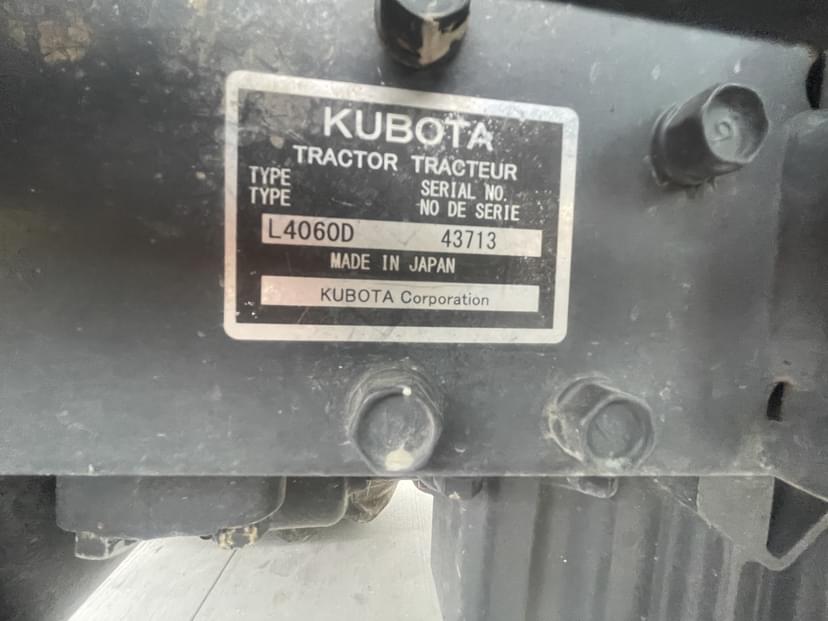 KUBOTA
TRACTOR TRACTEUR
TYPE SERIAL NO.
TYPE NO DE SERIE
L4060D 43713
MADE IN JAPAN
KUBOTA Corporation